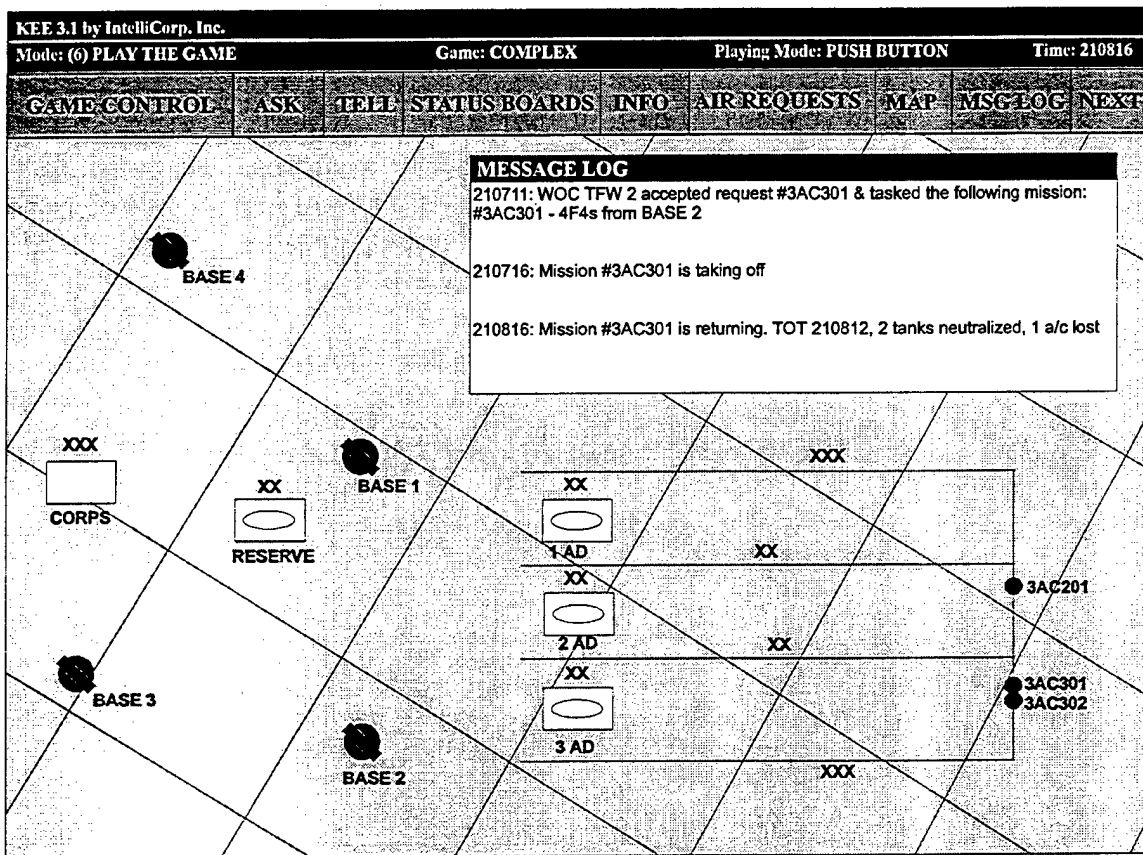 KEE 3.1 by IntelliCorp. Inc.
Mode: (6) PLAY THE GAME Game: COMPLEX Playing Mode: PUSH BUTTON Time: 210816
GAME CONTROL ASK TELL STATUS BOARDS INFO AIR REQUESTS MAP MSG LOG NEXT
MESSAGE LOG
210711: WOC TFW 2 accepted request #3AC301 & tasked the following mission:
#3AC301 - 4F4s from BASE 2
210716: Mission #3AC301 is taking off
210816: Mission #3AC301 is returning. TOT 210812, 2 tanks neutralized, 1 a/c lost
BASE 4
XXX
CORPS
BASE 1
XX
RESERVE
XXX
XX
1 AD
XX
XX
2 AD
3AC201
XX
XX
3 AD
3AC301
3AC302
BASE 3
BASE 2
XXX